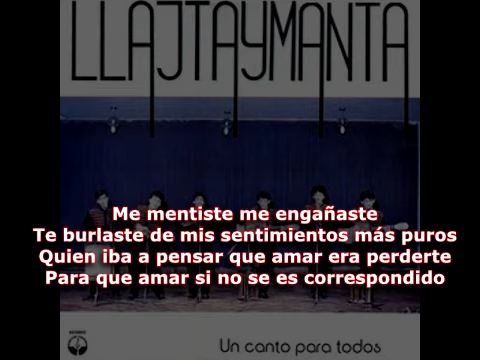 LLAJTAYMANTA
Me mentiste me engañaste
Te burlaste de mis sentimientos más puros
Quien iba a pensar que amar era perderte
Para que amar si no se es correspondido
Un canto para todos